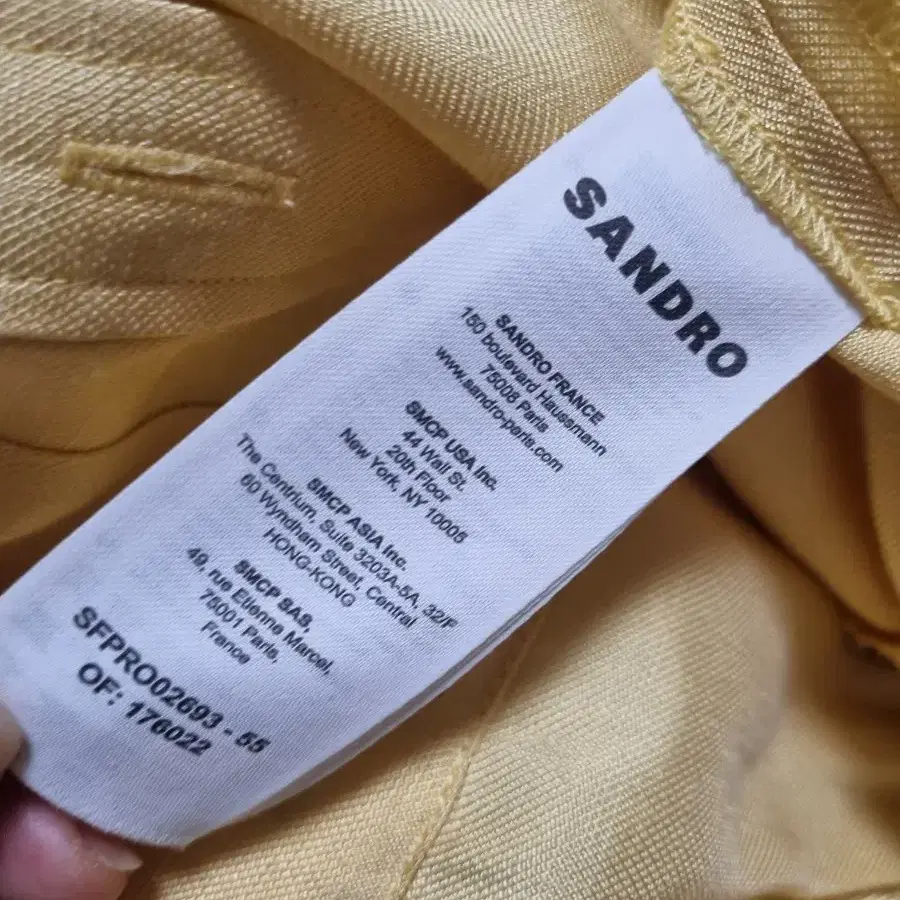 SANDRO
SANDRO FRANCE
150 boulevard Haussmann
75008 Paris
www.sandro-paris.com
SMCP USA Inc.
44 Wall St.
20th Floor
New York, NY 10005
SMCP ASIA Inc.
The Centrium, Suite 3203A-5A, 32/F
60 Wyndham Street, Central
HONG-KONG
SMCP SAS,
49, rue Etienne Marcel,
75001 Paris,
France
SFPRO02693 - 55
OF: 176022